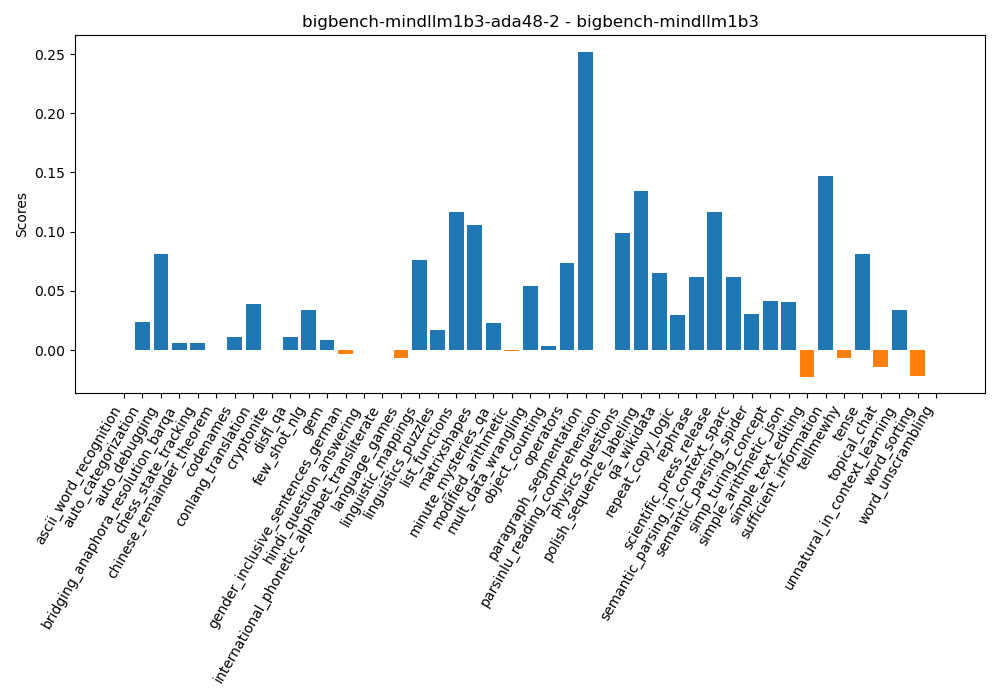 bigbench-mindllm1b3-ada48-2 - bigbench-mindllm1b3
Scores
0.25
0.20
0.15
0.10
0.05
0.00
ascii_word_recognition
auto_categorization
auto_debugging
bridging_anaphora_resolution_barqa
chess_state_tracking
chinese_remainder_theorem
codenames
conlang_translation
cryptonite
disfl_qa
few_shot_nlg
gem
gender_inclusive_sentences_german
hindi_question_answering
international_phonetic_alphabet_transliterate
language_games
linguistic_mappings
linguistics_puzzles
list_functions
matrixshapes
minute_mysteries_qa
modified_arithmetic
mult_data_wrangling
object_counting
operators
paragraph_segmentation
parsinlu_reading_comprehension
physics_questions
polish_sequence_labeling
qa_wikidata
repeat_copy_logic
rephrase
scientific_press_release
semantic_parsing_in_context_sparc
semantic_parsing_spider
simp_turing_concept
simple_arithmetic_json
simple_text_editing
sufficient_information
tellmewhy
tense
topical_chat
unnatural_in_context_learning
word_sorting
word_unscrambling